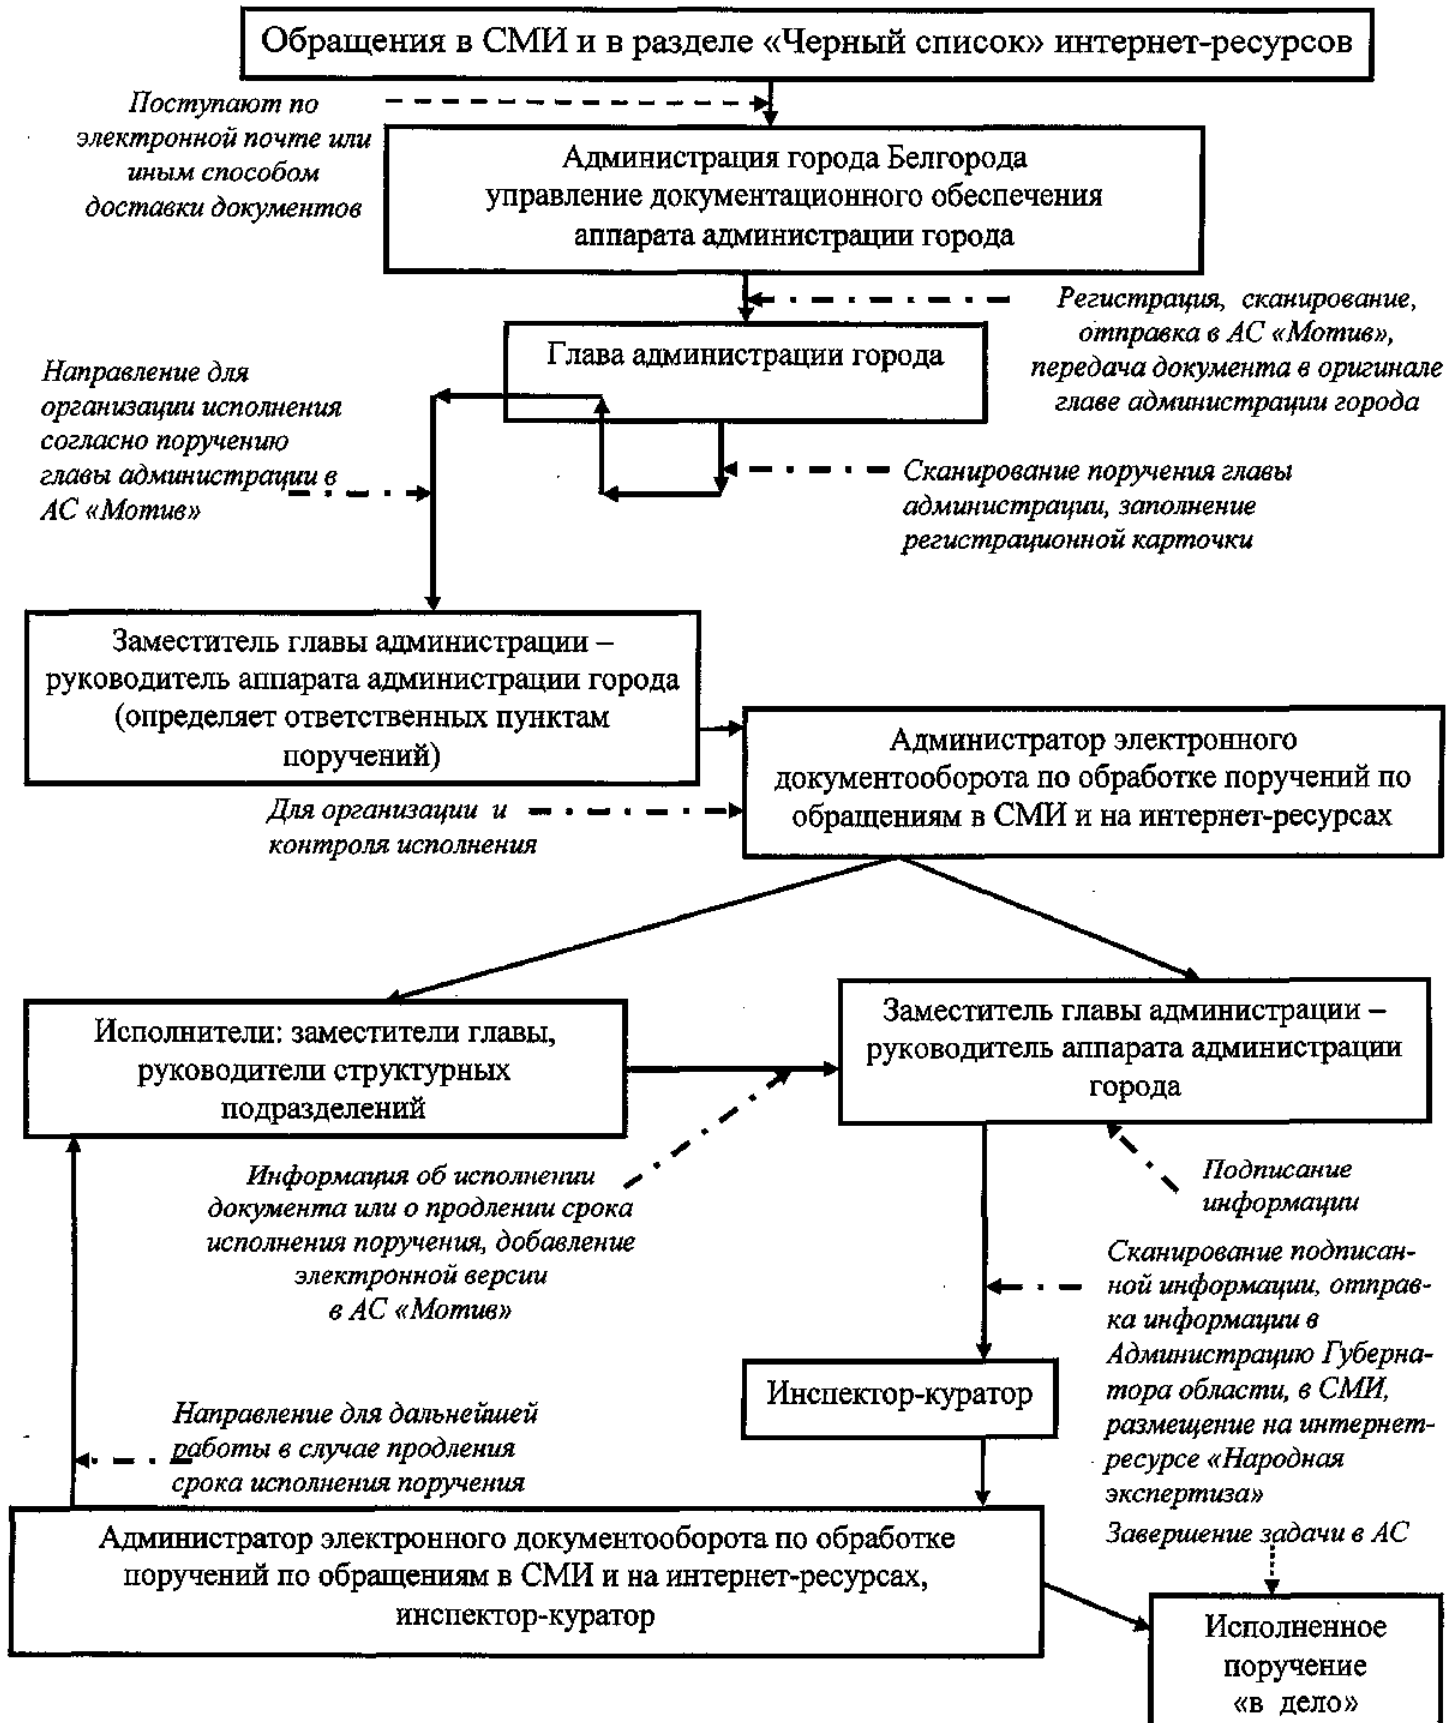 Обращения в СМИ и в разделе «Черный список» интернет-ресурсов
Поступают по
электронной почте или
иным способом
доставки документов
Администрация города Белгорода
управление документационного обеспечения
аппарата администрации города
Регистрация, сканирование,
отправка в АС «Мотив»,
передача документа в оригинале
главе администрации города
Глава администрации города
Направление для
организации исполнения
согласно поручению
главы администрации в
АС «Мотив»
Сканирование поручения главы
администрации, заполнение
регистрационной карточки
Заместитель главы администрации –
руководитель аппарата администрации города
(определяет ответственных пунктам
поручений)
Администратор электронного
документооборота по обработке поручений по
обращениям в СМИ и на интернет-ресурсах
Для организации и
контроля исполнения
Исполнители: заместители главы,
руководители структурных
подразделений
Заместитель главы администрации –
руководитель аппарата администрации
города
Информация об исполнении
документа или о продлении срока
исполнения поручения, добавление
электронной версии
в АС «Мотив»
Подписание
информации
Сканирование подписан-
ной информации, отправ-
ка информации в
Администрацию Губерна-
тора области, в СМИ,
размещение на интернет-
ресурсе «Народная
экспертиза»
Инспектор-куратор
Направление для дальнейшей
работы в случае продления
срока исполнения поручения
Администратор электронного документооборота по обработке
поручений по обращениям в СМИ и на интернет-ресурсах,
инспектор-куратор
Завершение задачи в АС
Исполненное
поручение
«в дело»